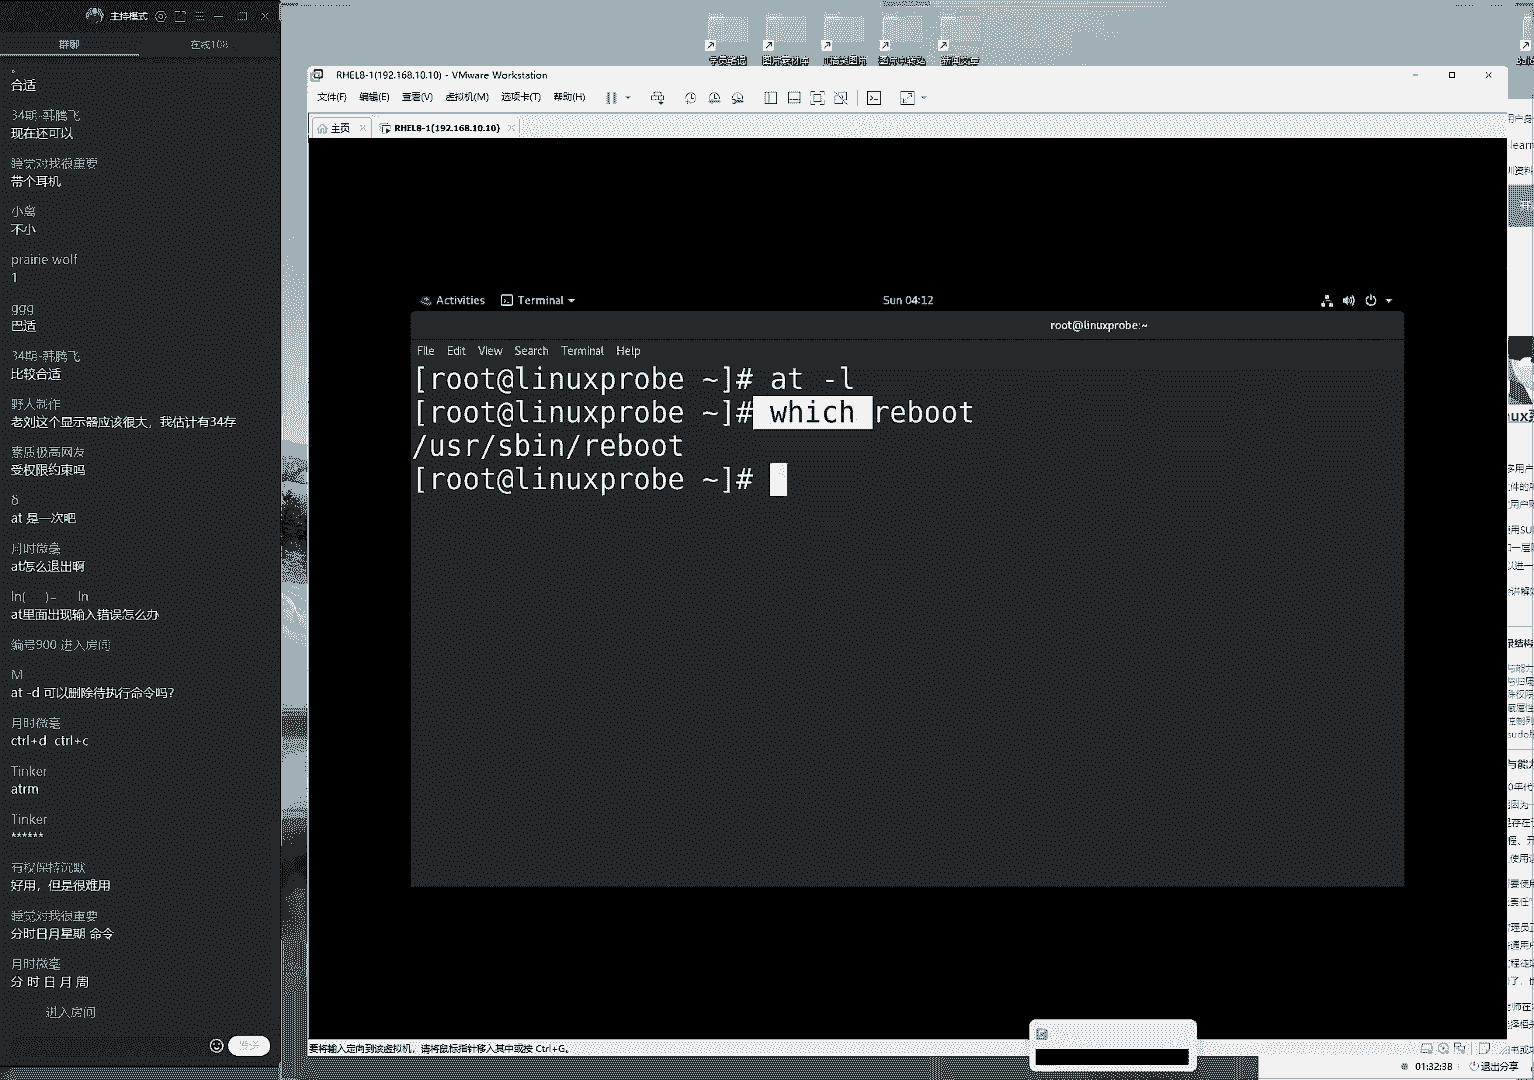 主持模式
群聊
在线108
合适
34期-韩腾飞
现在还可以
睡觉对我很重要
带个耳机
小离
不小
prairie wolf
1
ggg
巴适
34期-韩腾飞
比较合适
野人制作
老刘这个显示器应该很大，我估计有34存
素质极高网友
受权限约束吗
δ
at 是一次吧
月时微毫
at怎么退出啊
ln( )- ln
at里面出现输入错误怎么办
编号900 进入房间
M
at -d 可以删除待执行命令吗?
月时微毫
ctrl+d ctrl+c
Tinker
atrm
Tinker
******
有权保持沉默
好用，但是很难用
睡觉对我很重要
分时日月星期 命令
月时微毫
分 时 日 月 周
进入房间
发送
学员笔记
RHEL8-1(192.168.10.10) - VMware Workstation
文件(F) 编辑(E) 查看(V) 虚拟机(M) 选项卡(T) 帮助(H)
主页
RHEL8-1(192.168.10.10)
Activities Terminal Sun 04:12
root@linuxprobe:~
File Edit View Search Terminal Help
[root@linuxprobe ~]# at -l
[root@linuxprobe ~]# which reboot
/usr/sbin/reboot
[root@linuxprobe ~]#
要将输入定向到该虚拟机，请将鼠标指针移入其中或按 Ctrl+G。
01:32:38
退出分享